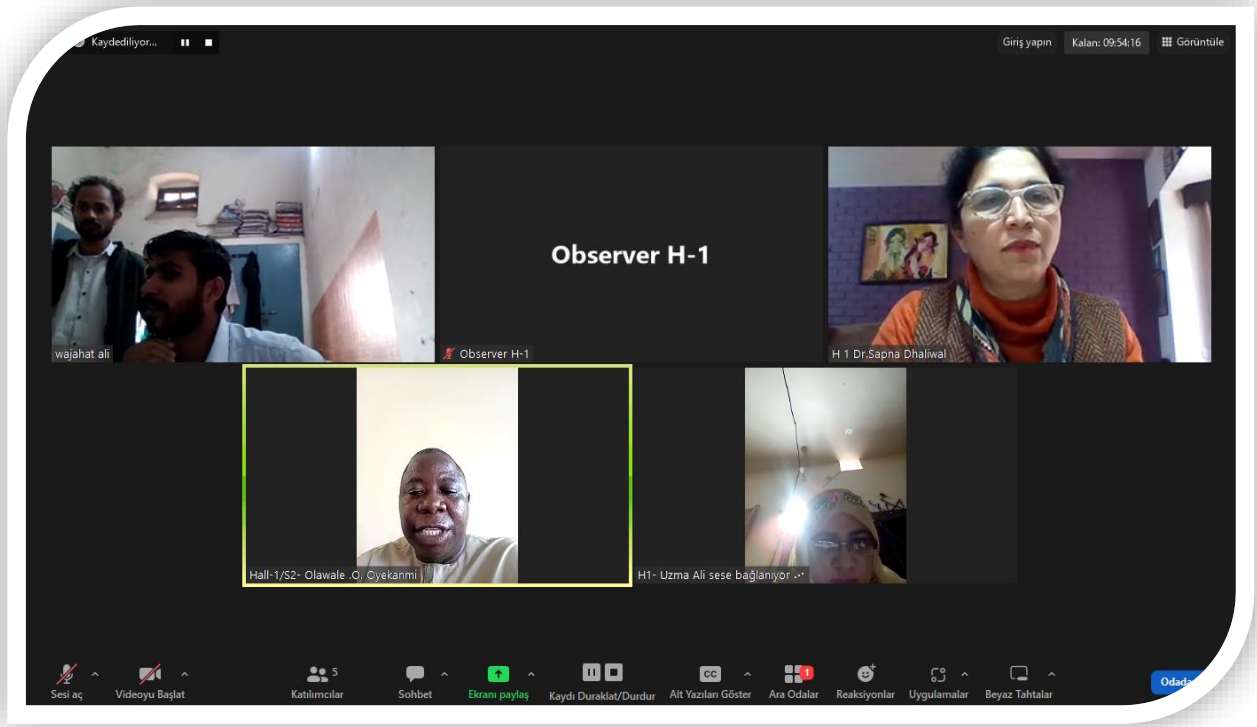 Kaydediliyor...
Giriş yapın
Kalan: 09:54:16
Görüntüle
wajahat ali
Observer H-1
Observer H-1
H 1 Dr.Sapna Dhaliwal
Hall-1/S2- Olawale .O. Oyekanmi
H1- Uzma Ali sese bağlanıyor
Sesi aç
Videoyu Başlat
5
Katılımcılar
Sohbet
Ekranı paylaş
Kaydı Duraklat/Durdur
CC
Alt Yazıları Göster
1
Ara Odalar
Reaksiyonlar
Uygulamalar
Beyaz Tahtalar